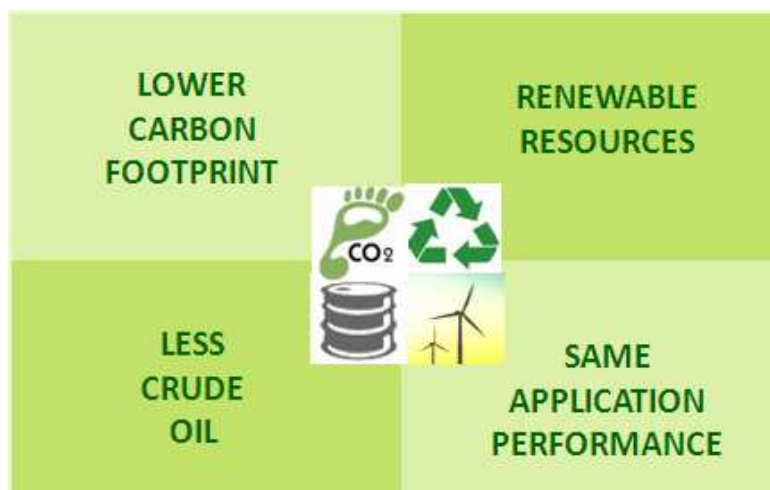 LOWER
CARBON
FOOTPRINT
RENEWABLE
RESOURCES
CO2
LESS
CRUDE
OIL
SAME
APPLICATION
PERFORMANCE